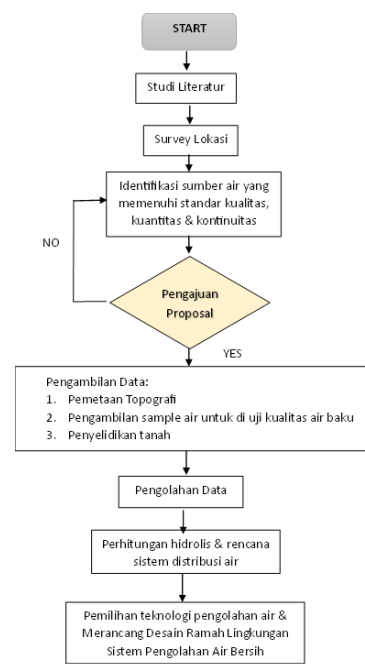 START
Studi Literatur
Survey Lokasi
Identifikasi sumber air yang
memenuhi standar kualitas,
kuantitas & kontinuitas
NO
Pengajuan
Proposal
YES
Pengambilan Data:
1. Pemetaan Topografi
2. Pengambilan sample air untuk di uji kualitas air baku
3. Penyelidikan tanah
Pengolahan Data
Perhitungan hidrolis & rencana
sistem distribusi air
Pemilihan teknologi pengolahan air &
Merancang Desain Ramah Lingkungan
Sistem Pengolahan Air Bersih